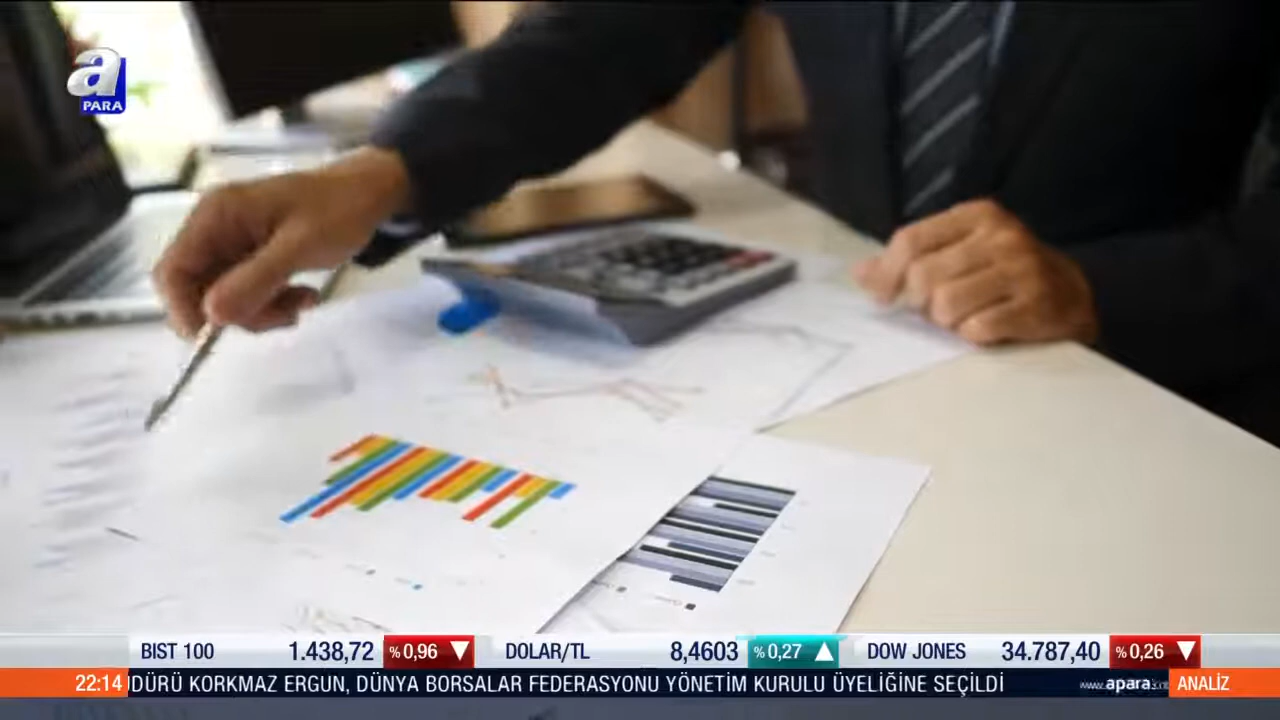 a
PARA
BIST 100 1.438,72 %0,96 ▼ DOLAR/TL 8,4603 %0,27 ▲ DOW JONES 34.787,40 %0,26 ▼
22:14 DÜRÜ KORKMAZ ERGUN, DÜNYA BORSALAR FEDERASYONU YÖNETİM KURULU ÜYELİĞİNE SEÇİLDİ www.apara. ANALİZ